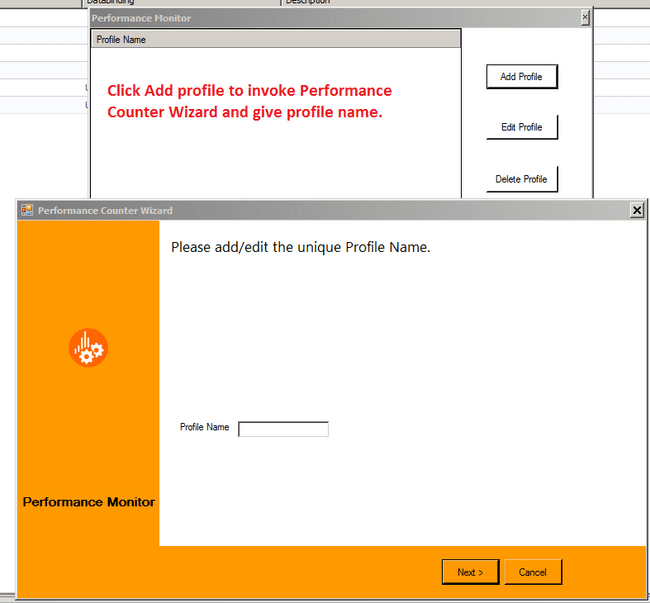 Databinding
Description
Performance Monitor
Profile Name
Click Add profile to invoke Performance
Counter Wizard and give profile name.
Add Profile
Edit Profile
Delete Profile
Performance Counter Wizard
Please add/edit the unique Profile Name.
Profile Name
Performance Monitor
Next >
Cancel